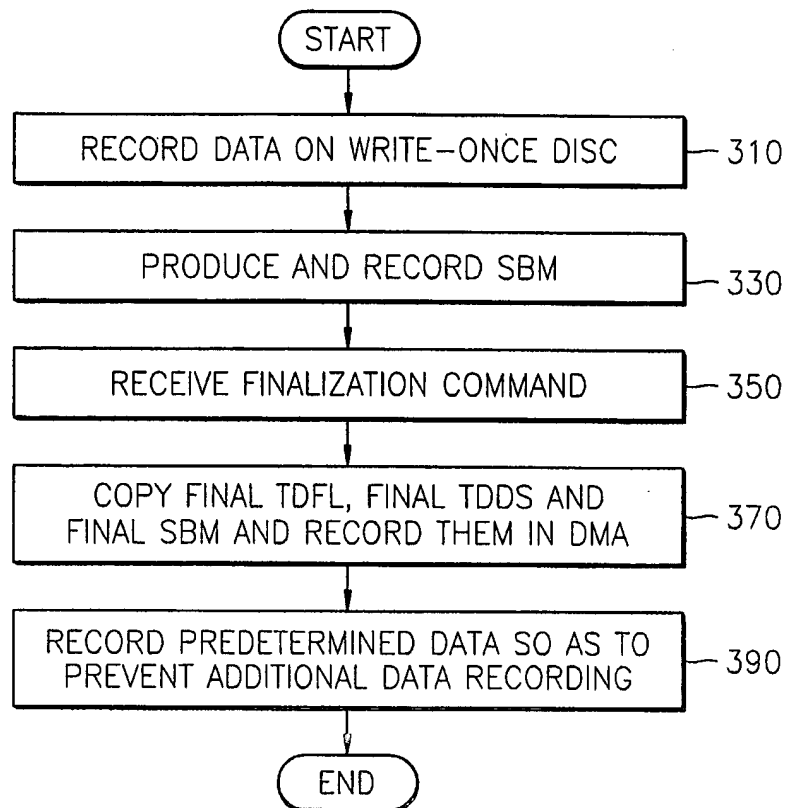 START
RECORD DATA ON WRITE-ONCE DISC
310
PRODUCE AND RECORD SBM
330
RECEIVE FINALIZATION COMMAND
350
COPY FINAL TDFL, FINAL TDDS AND
FINAL SBM AND RECORD THEM IN DMA
370
RECORD PREDETERMINED DATA SO AS TO
PREVENT ADDITIONAL DATA RECORDING
390
END